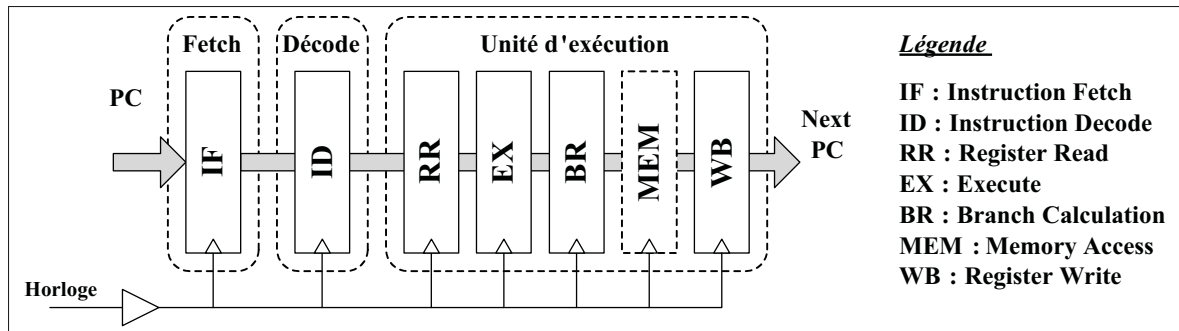 Fetch
Décode
Unité d'exécution
PC
IF
ID
RR
EX
BR
MEM
WB
Next
PC
Horloge
Légende
IF : Instruction Fetch
ID : Instruction Decode
RR : Register Read
EX : Execute
BR : Branch Calculation
MEM : Memory Access
WB : Register Write